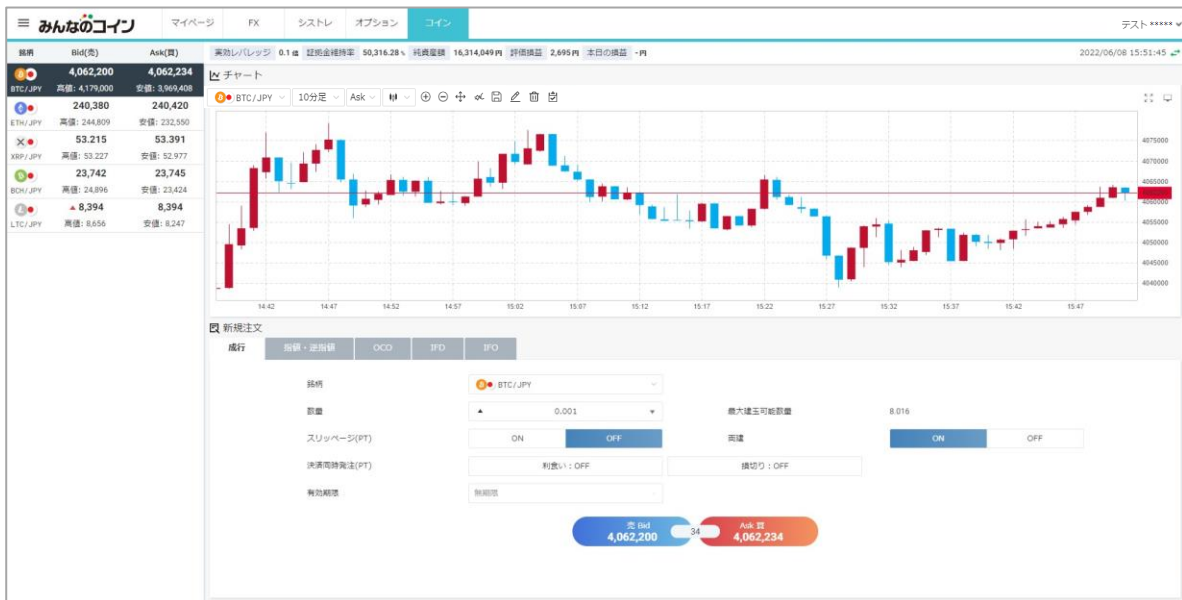 みんなのコイン マイページ FX シストレ オプション コイン テスト *****
銘柄 Bid(売) Ask(買)
4,062,200 4,062,234
BTC/JPY 高値: 4,179,000 安値: 3,969,408
240,380 240,420
ETH/JPY 高値: 244,809 安値: 232,550
53.215 53.391
XRP/JPY 高値: 53.227 安値: 52.977
23,742 23,745
BCH/JPY 高値: 24,896 安値: 23,424
▲ 8,394 8,394
LTC/JPY 高値: 8,656 安値: 8,247
実効レバレッジ 0.1 倍 証拠金維持率 50,316.28 % 純資産額 16,314,049 円 評価損益 2,695 円 本日の損益 - 円 2022/06/08 15:51:45
チャート
BTC/JPY 10分足 Ask
4075000
4070000
4065000
4060000
4055000
4050000
4045000
4040000
14:42 14:47 14:52 14:57 15:02 15:07 15:12 15:17 15:22 15:27 15:32 15:37 15:42 15:47
新規注文
成行 指値・逆指値 OCO IFD IFO
銘柄 BTC/JPY
数量 ▲ 0.001 ▼ 最大建玉可能数量 8.016
スリッページ(PT) ON OFF 両建 ON OFF
決済同時発注(PT) 利食い : OFF 損切り : OFF
有効期限 無期限
売 Bid Ask 買
4,062,200 34 4,062,234